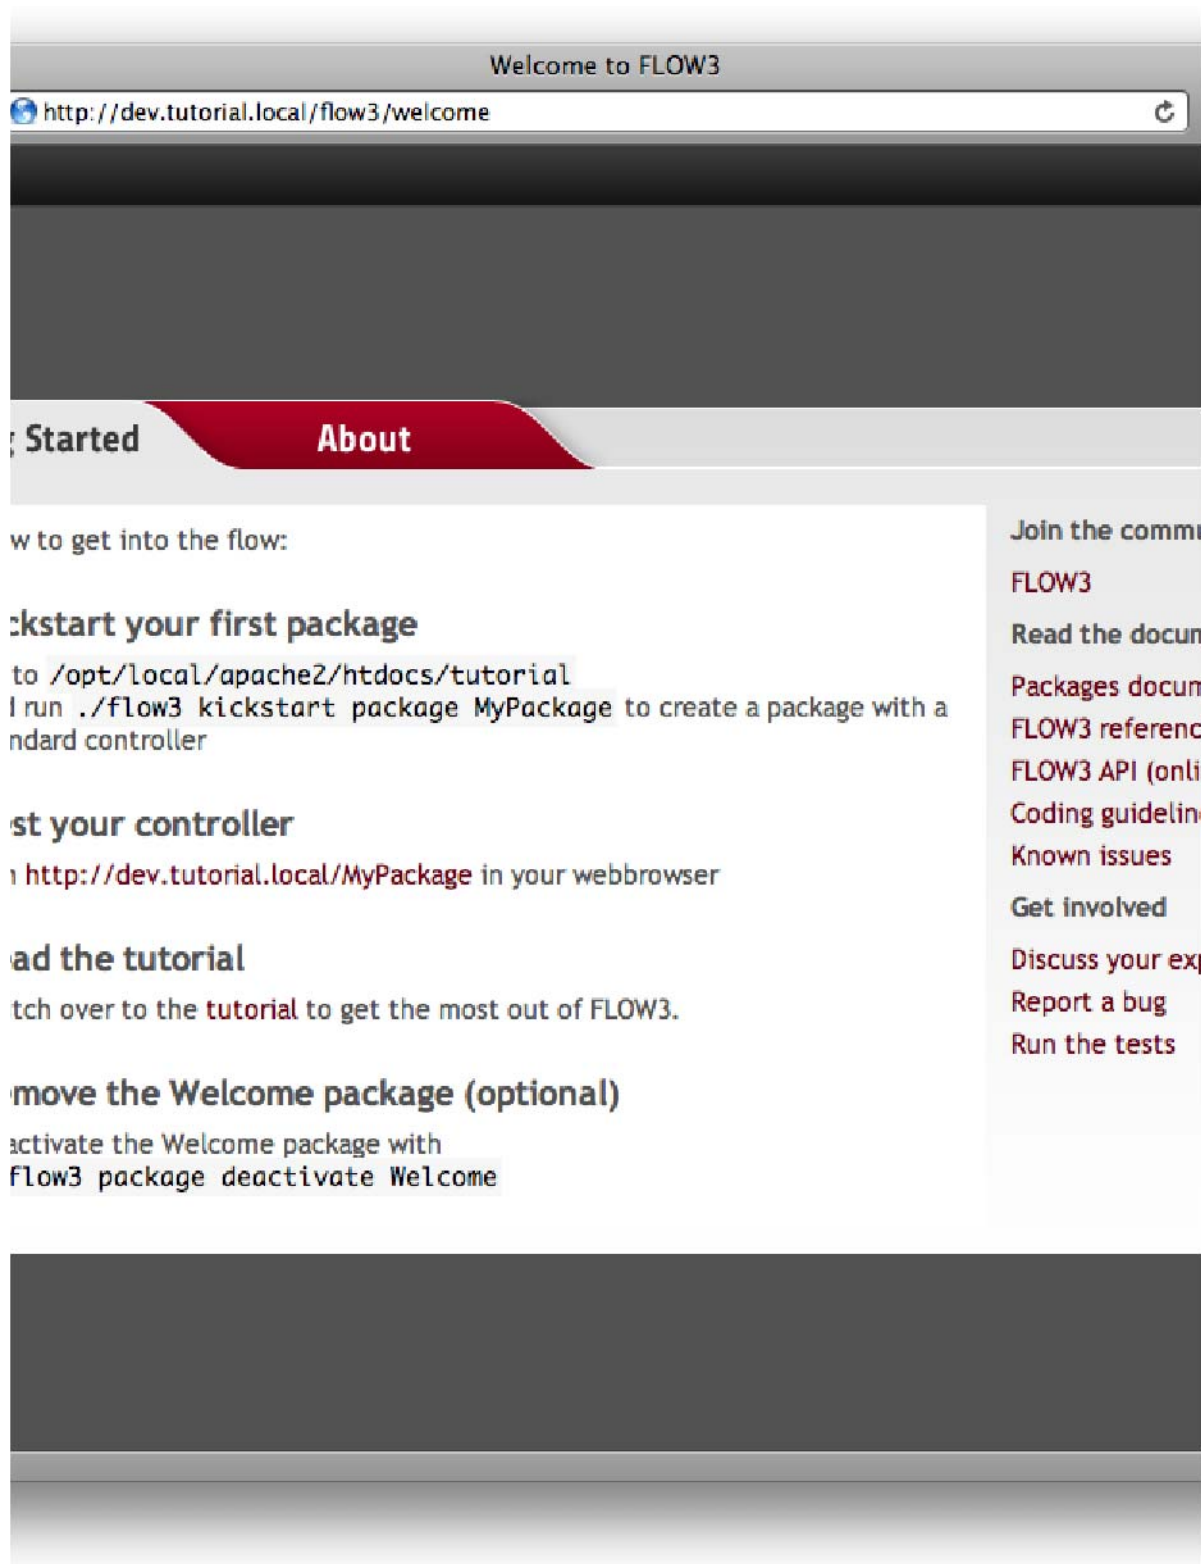 Welcome to FLOW3
http://dev.tutorial.local/flow3/welcome
Started
About
w to get into the flow:
ckstart your first package
to /opt/local/apache2/htdocs/tutorial
run ./flow3 kickstart package MyPackage to create a package with a
ndard controller
st your controller
http://dev.tutorial.local/MyPackage in your webbrowser
ad the tutorial
tch over to the tutorial to get the most out of FLOW3.
move the Welcome package (optional)
activate the Welcome package with
flow3 package deactivate Welcome
Join the commu
FLOW3
Read the docum
Packages docum
FLOW3 referenc
FLOW3 API (onli
Coding guideline
Known issues
Get involved
Discuss your exp
Report a bug
Run the tests